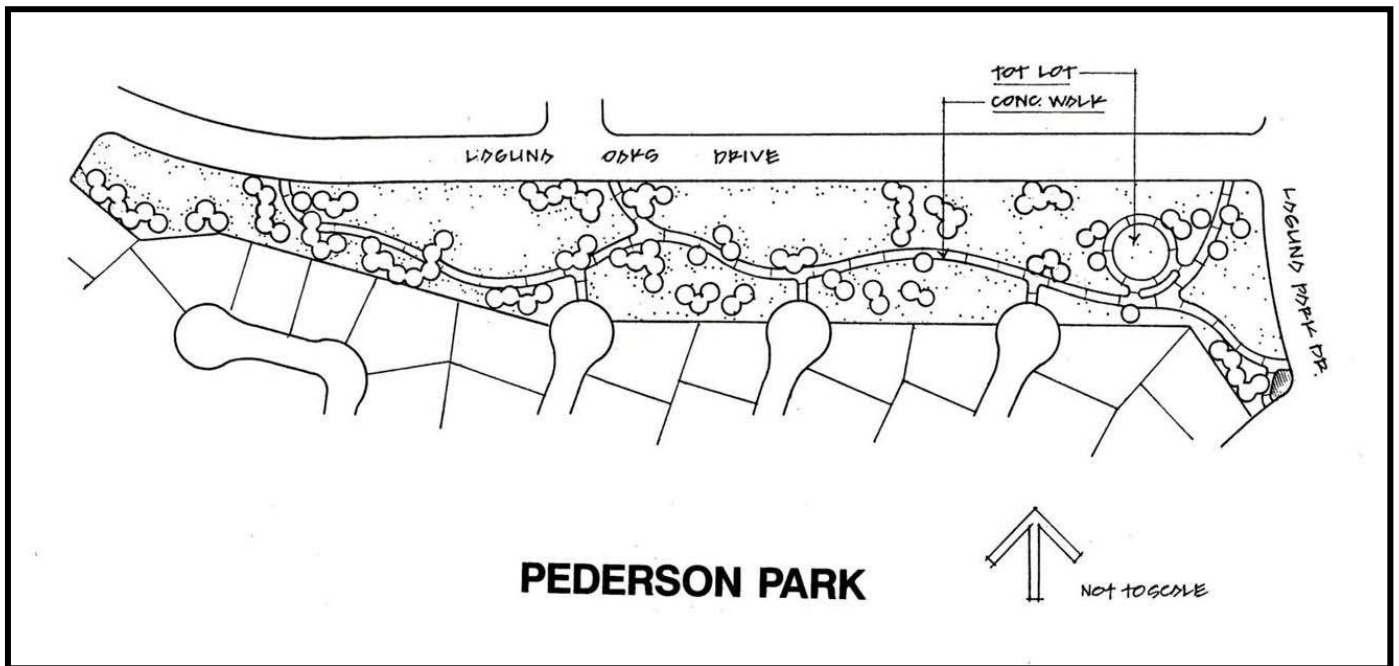 TOT LOT
CONC. WALK
LAGUNA OAKS DRIVE
LAGUNA PARK DR.
PEDERSON PARK
NOT TO SCALE